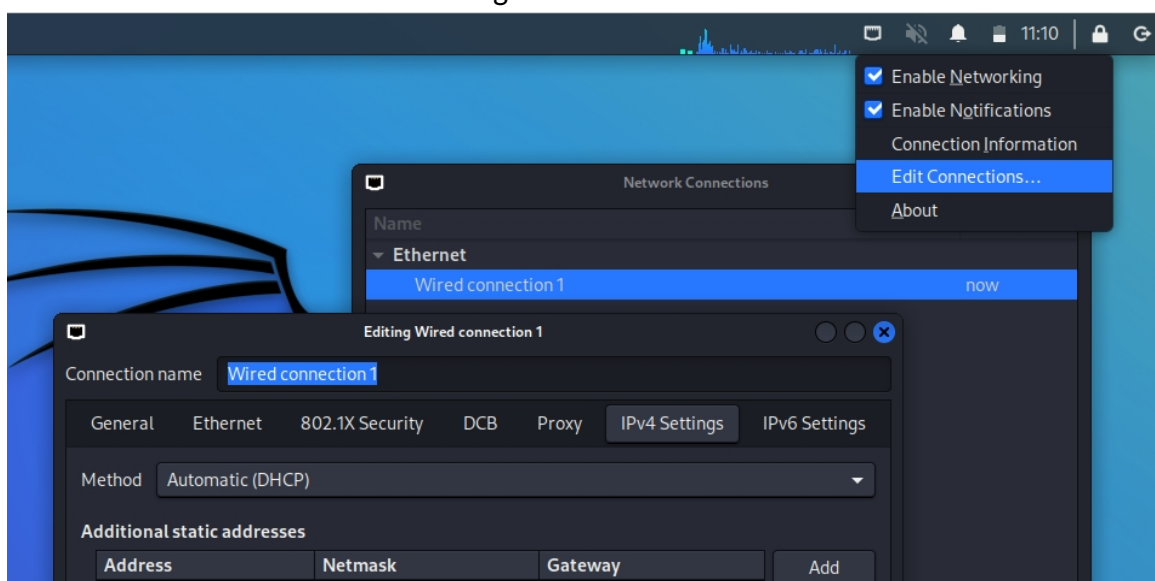 11:10
Enable Networking
Enable Notifications
Connection Information
Edit Connections...
About
Network Connections
Name
Ethernet
Wired connection 1 now
Editing Wired connection 1
Connection name Wired connection 1
General Ethernet 802.1X Security DCB Proxy IPv4 Settings IPv6 Settings
Method Automatic (DHCP)
Additional static addresses
Address Netmask Gateway Add